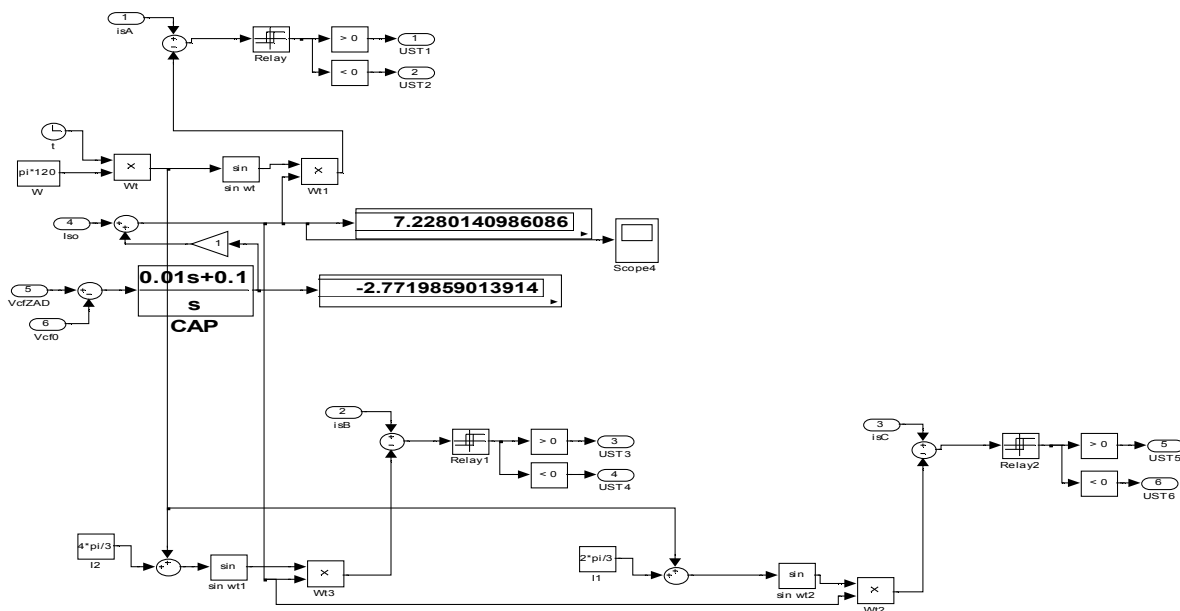 1
isA
Relay
> 0
1
UST1
< 0
2
UST2
t
pi*120
W
×
Wt
sin
sin wt
×
Wt1
4
Iso
1
7.2280140986086
Scope4
5
VcfZAD
6
Vcf0
0.01s+0.1
s
CAP
-2.7719859013914
2
isB
Relay1
> 0
3
UST3
< 0
4
UST4
3
isC
Relay2
> 0
5
UST5
< 0
6
UST6
4*pi/3
I2
sin
sin wt1
×
Wt3
2*pi/3
I1
sin
sin wt2
×
Wt2